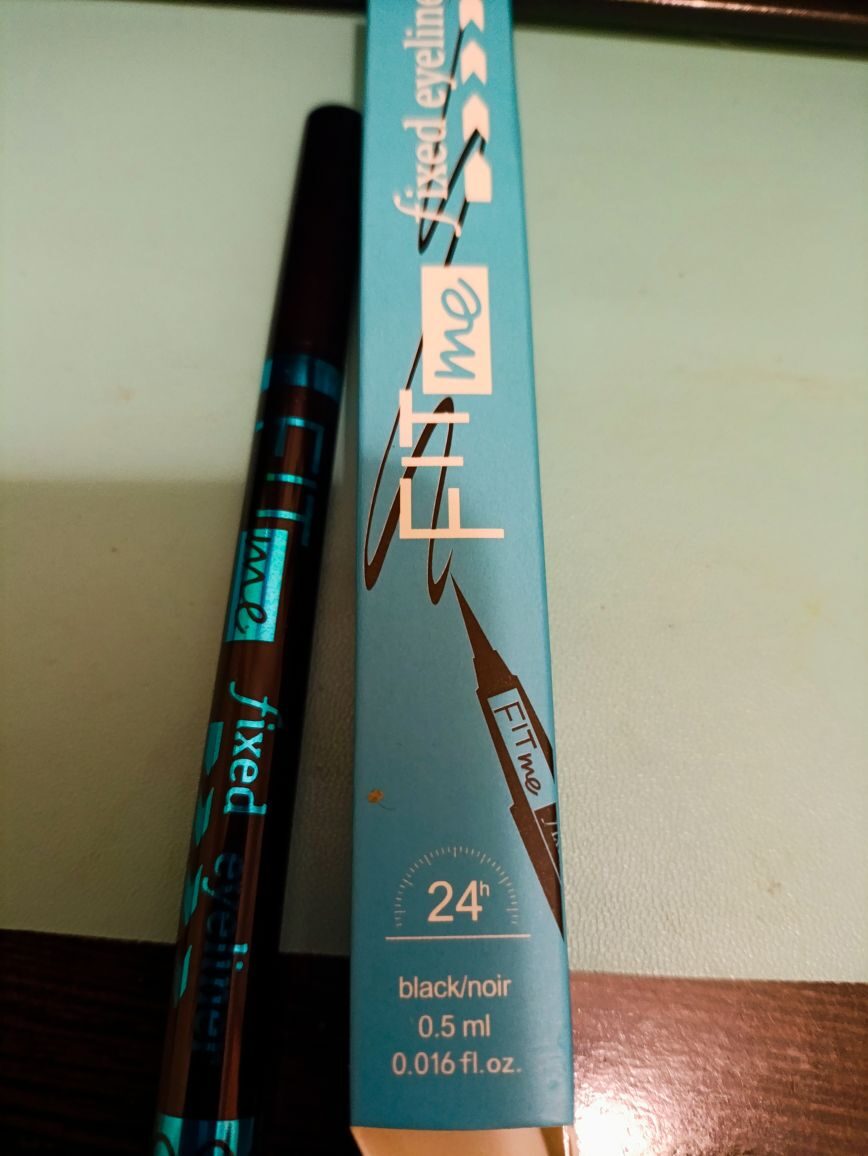 FIT me fixed eyeline
FIT me
24h
black/noir
0.5 ml
0.016 fl.oz.
FIT me fixed eyeliner